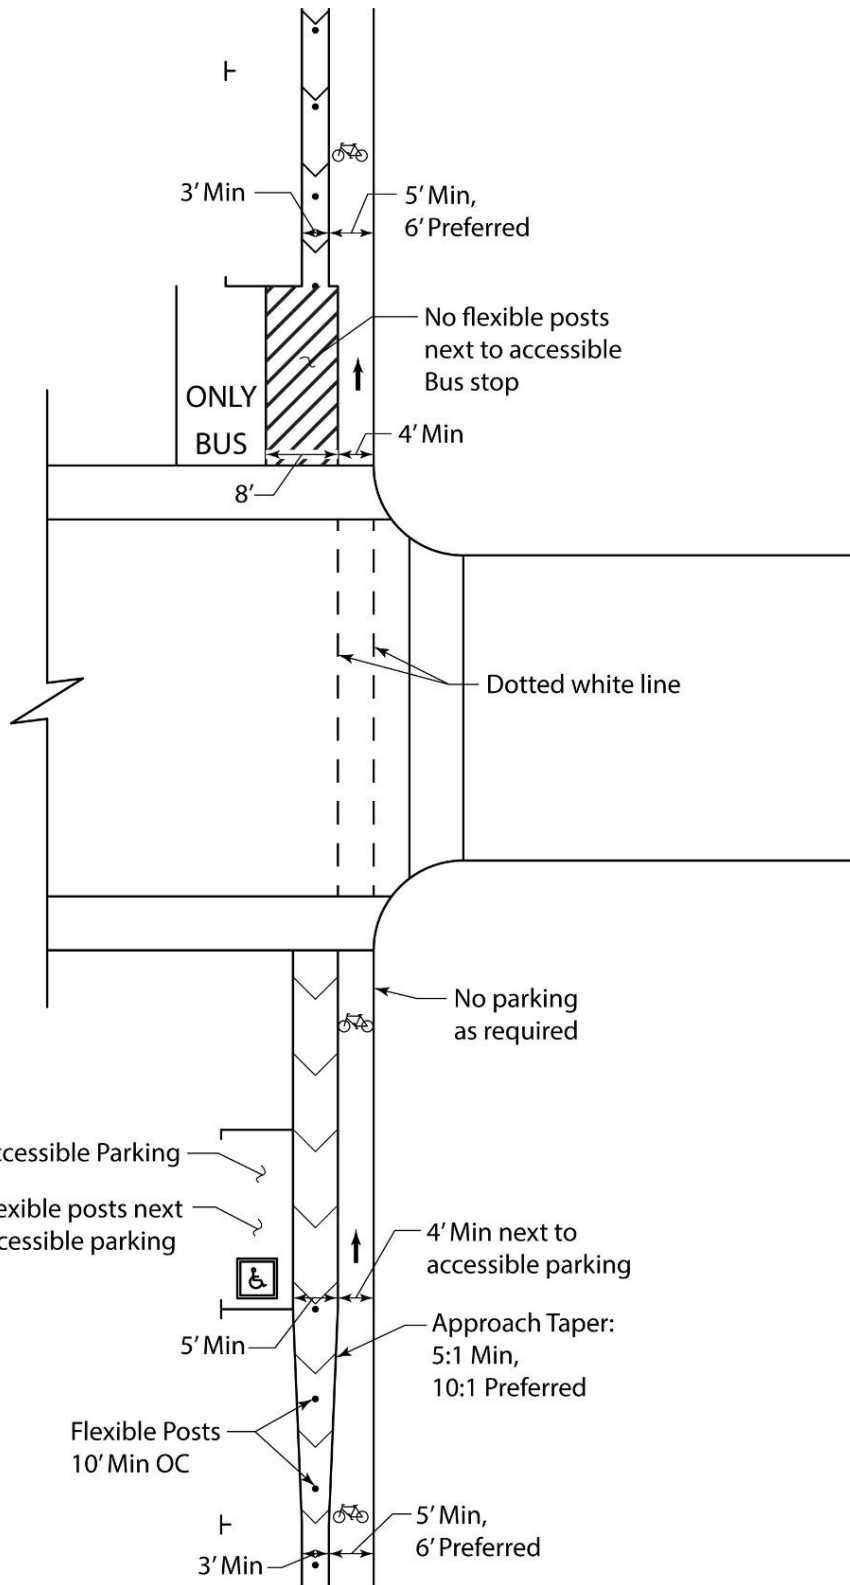 3' Min
5' Min,
6' Preferred
No flexible posts
next to accessible
Bus stop
ONLY
BUS
4' Min
8'
Dotted white line
No parking
as required
ccessible Parking
exible posts next
ccessible parking
4' Min next to
accessible parking
5' Min
Approach Taper:
5:1 Min,
10:1 Preferred
Flexible Posts
10' Min OC
5' Min,
6' Preferred
3' Min